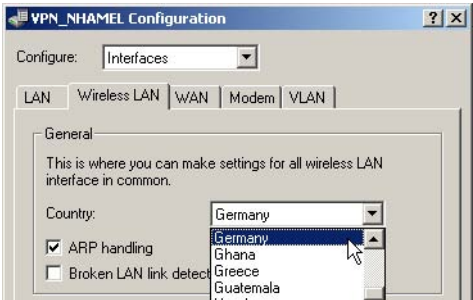 VPN_NHAMEL Configuration
Configure: Interfaces
LAN Wireless LAN WAN Modem VLAN
General
This is where you can make settings for all wireless LAN
interface in common.
Country: Germany
Germany
ARP handling
Ghana
Greece
Broken LAN link detect
Guatemala